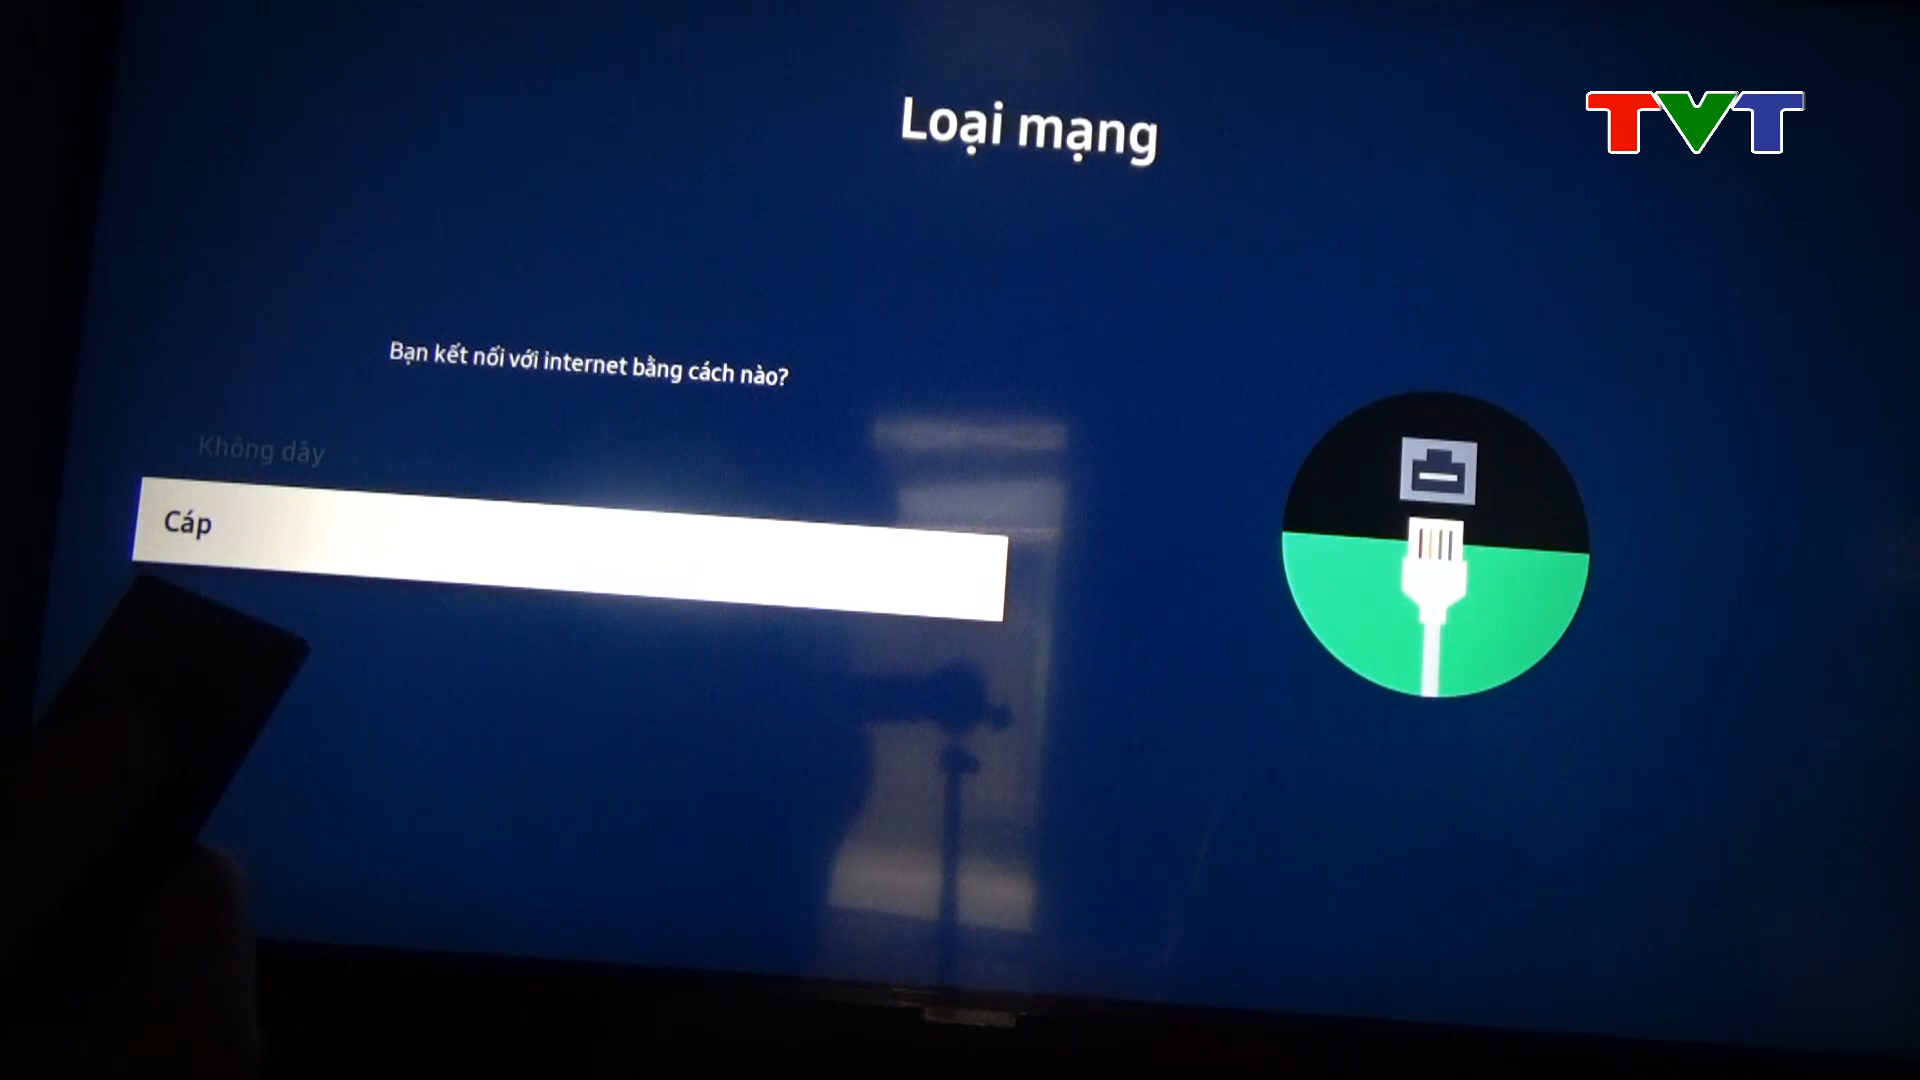 Loại mạng
TVT
Bạn kết nối với internet bằng cách nào?
Không dây
Cáp